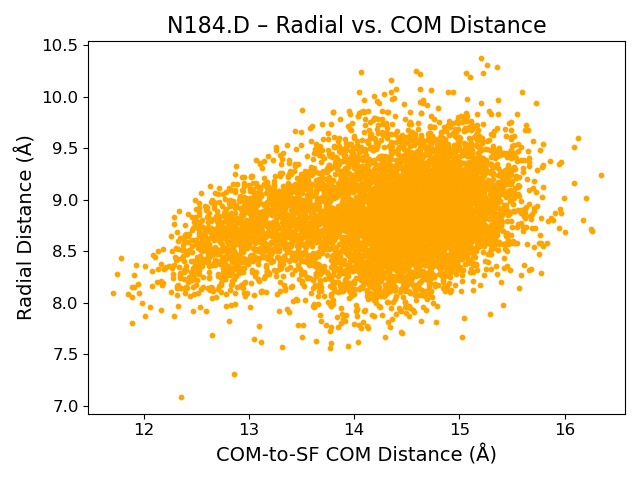 N184.D – Radial vs. COM Distance
10.5
10.0
9.5
9.0
8.5
8.0
7.5
7.0
Radial Distance (Å)
12 13 14 15 16
COM-to-SF COM Distance (Å)